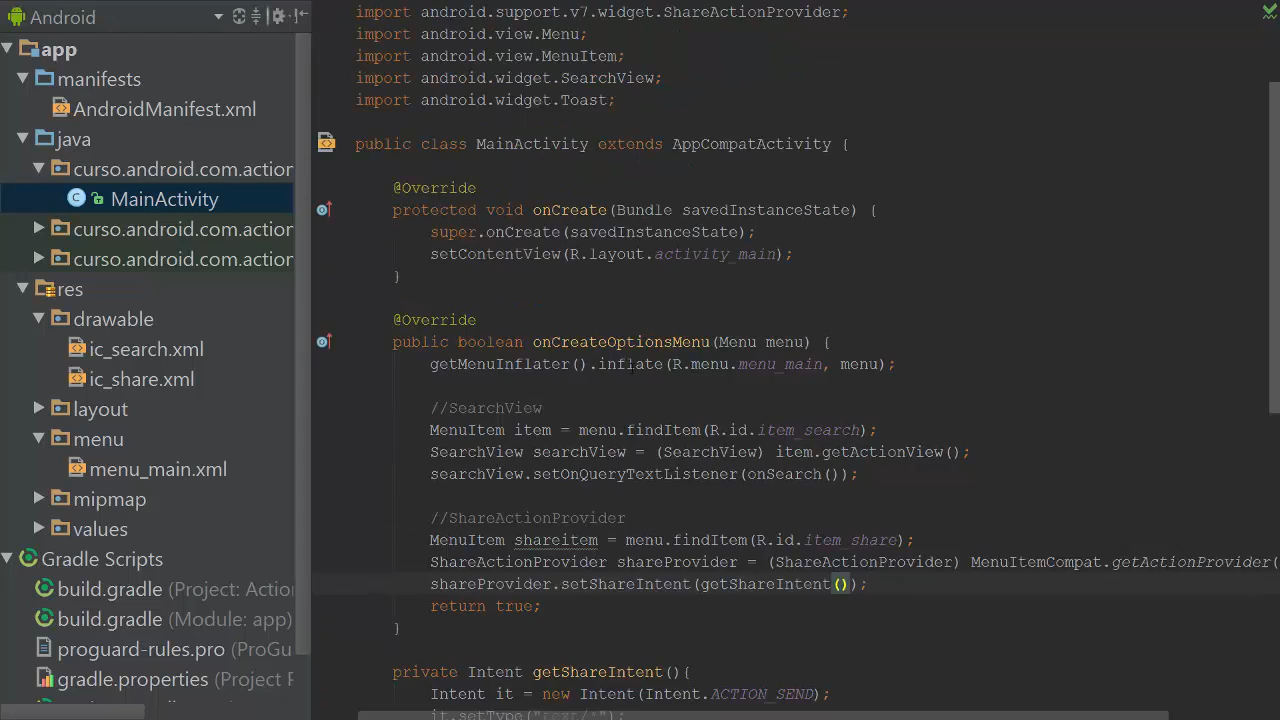 Android
app
manifests
AndroidManifest.xml
java
curso.android.com.action
MainActivity
curso.android.com.action
curso.android.com.action
res
drawable
ic_search.xml
ic_share.xml
layout
menu
menu_main.xml
mipmap
values
Gradle Scripts
build.gradle (Project: Action
build.gradle (Module: app)
proguard-rules.pro (ProGu
gradle.properties (Project P
import android.support.v7.widget.ShareActionProvider;
import android.view.Menu;
import android.view.MenuItem;
import android.widget.SearchView;
import android.widget.Toast;
public class MainActivity extends AppCompatActivity {
@Override
protected void onCreate(Bundle savedInstanceState) {
super.onCreate(savedInstanceState);
setContentView(R.layout.activity_main);
}
@Override
public boolean onCreateOptionsMenu(Menu menu) {
getMenuInflater().inflate(R.menu.menu_main, menu);
//SearchView
MenuItem item = menu.findItem(R.id.item_search);
SearchView searchView = (SearchView) item.getActionView();
searchView.setOnQueryTextListener(onSearch());
//ShareActionProvider
MenuItem shareitem = menu.findItem(R.id.item_share);
ShareActionProvider shareProvider = (ShareActionProvider) MenuItemCompat.getActionProvider(
shareProvider.setShareIntent(getShareIntent());
return true;
}
private Intent getShareIntent(){
Intent it = new Intent(Intent.ACTION_SEND);
it.setType("text/*");